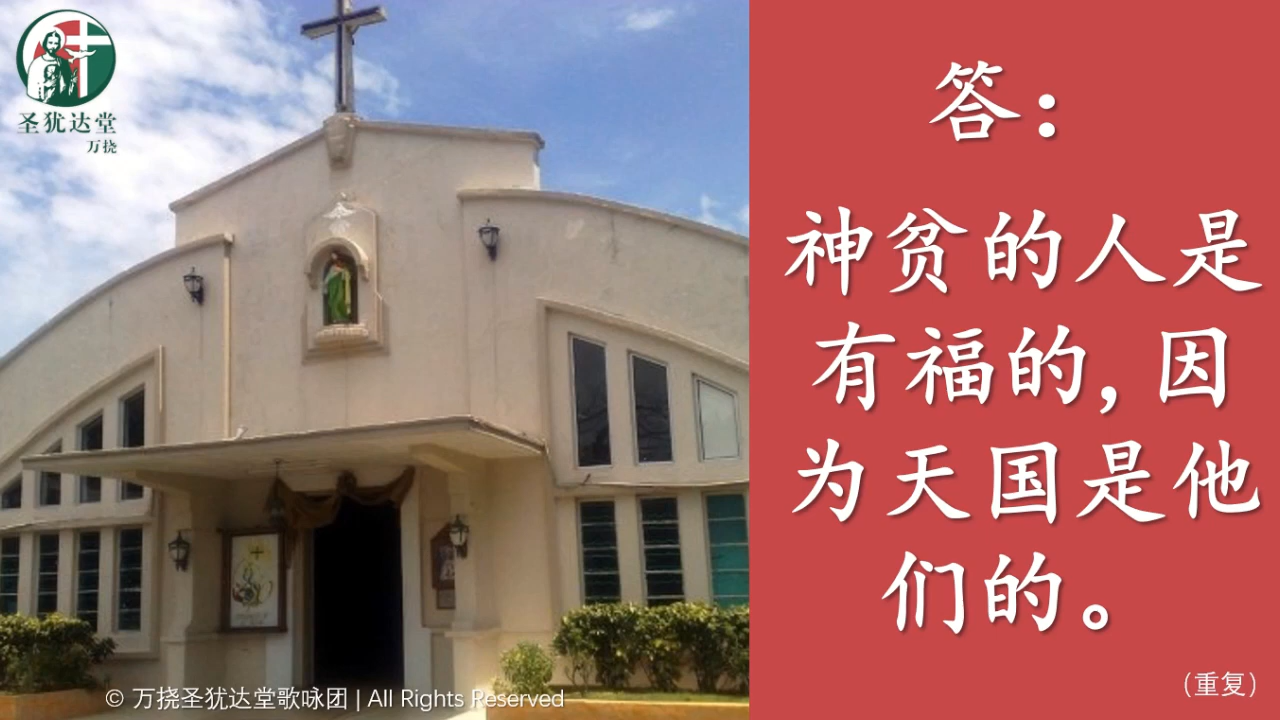 圣犹达堂
万挠
答：
神贫的人是
有福的，因
为天国是他
们的。
（重复）
© 万挠圣犹达堂歌咏团 | All Rights Reserved